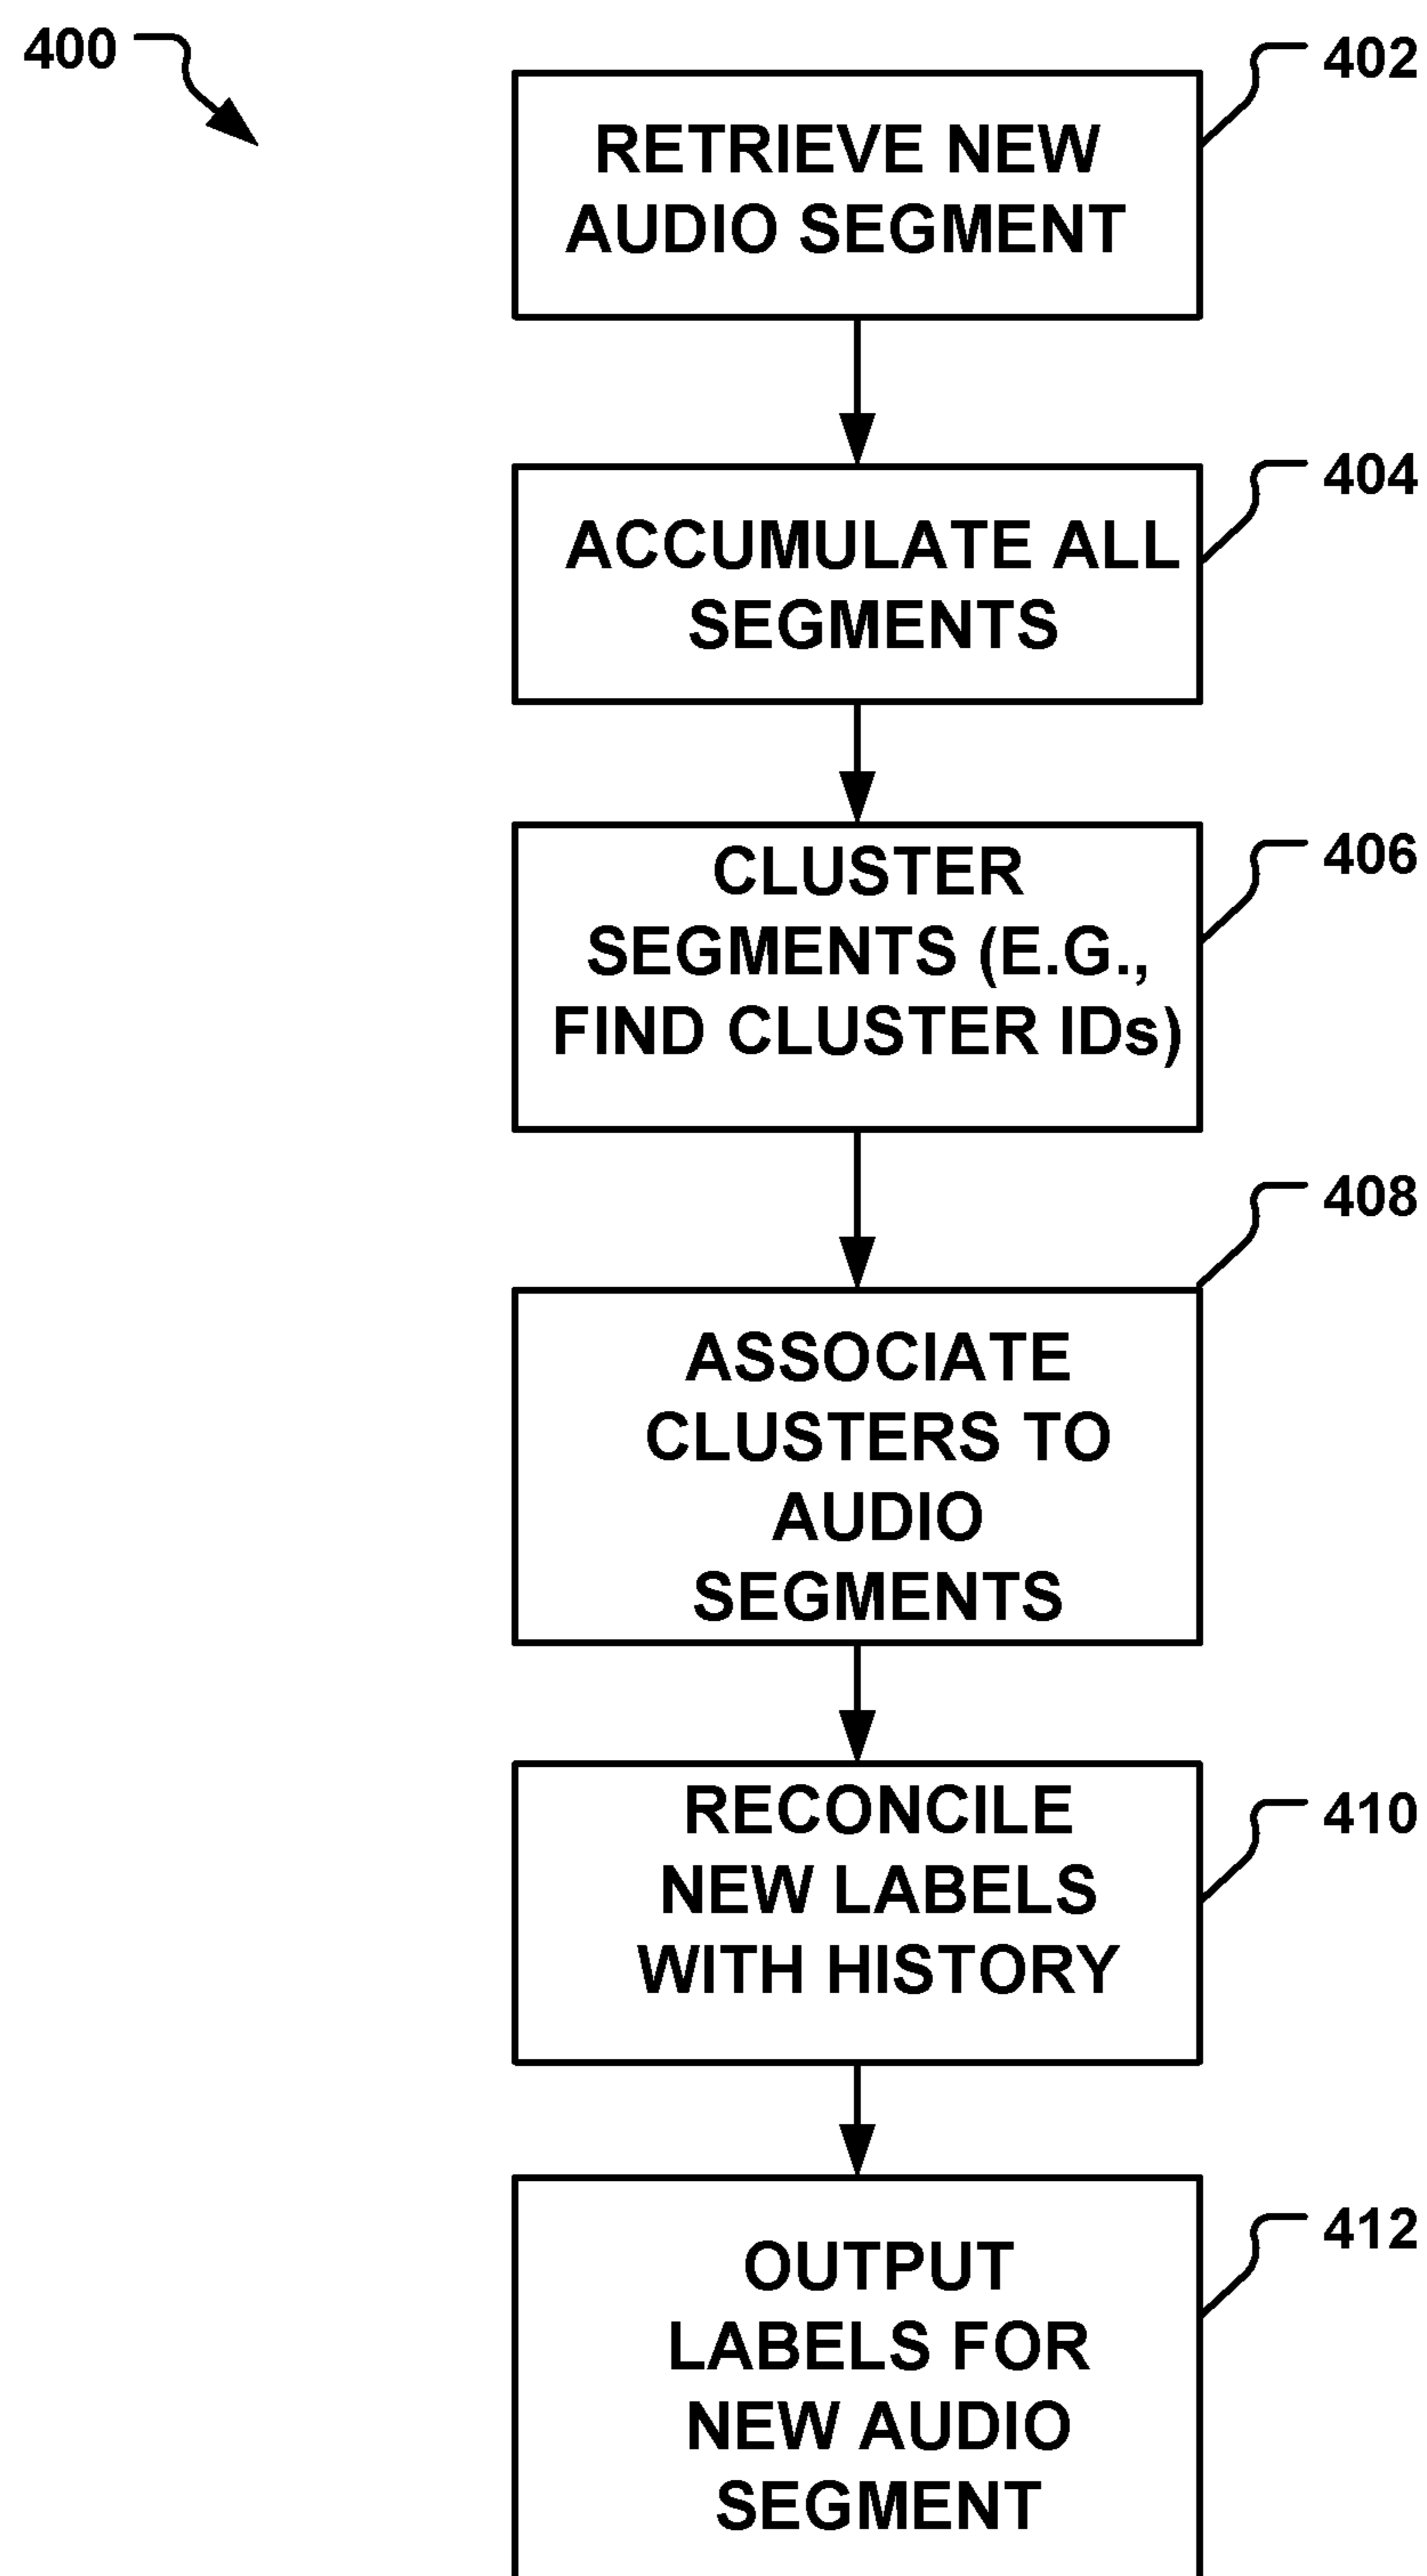 400
402
RETRIEVE NEW
AUDIO SEGMENT
404
ACCUMULATE ALL
SEGMENTS
406
CLUSTER
SEGMENTS (E.G.,
FIND CLUSTER IDs)
408
ASSOCIATE
CLUSTERS TO
AUDIO
SEGMENTS
410
RECONCILE
NEW LABELS
WITH HISTORY
412
OUTPUT
LABELS FOR
NEW AUDIO
SEGMENT